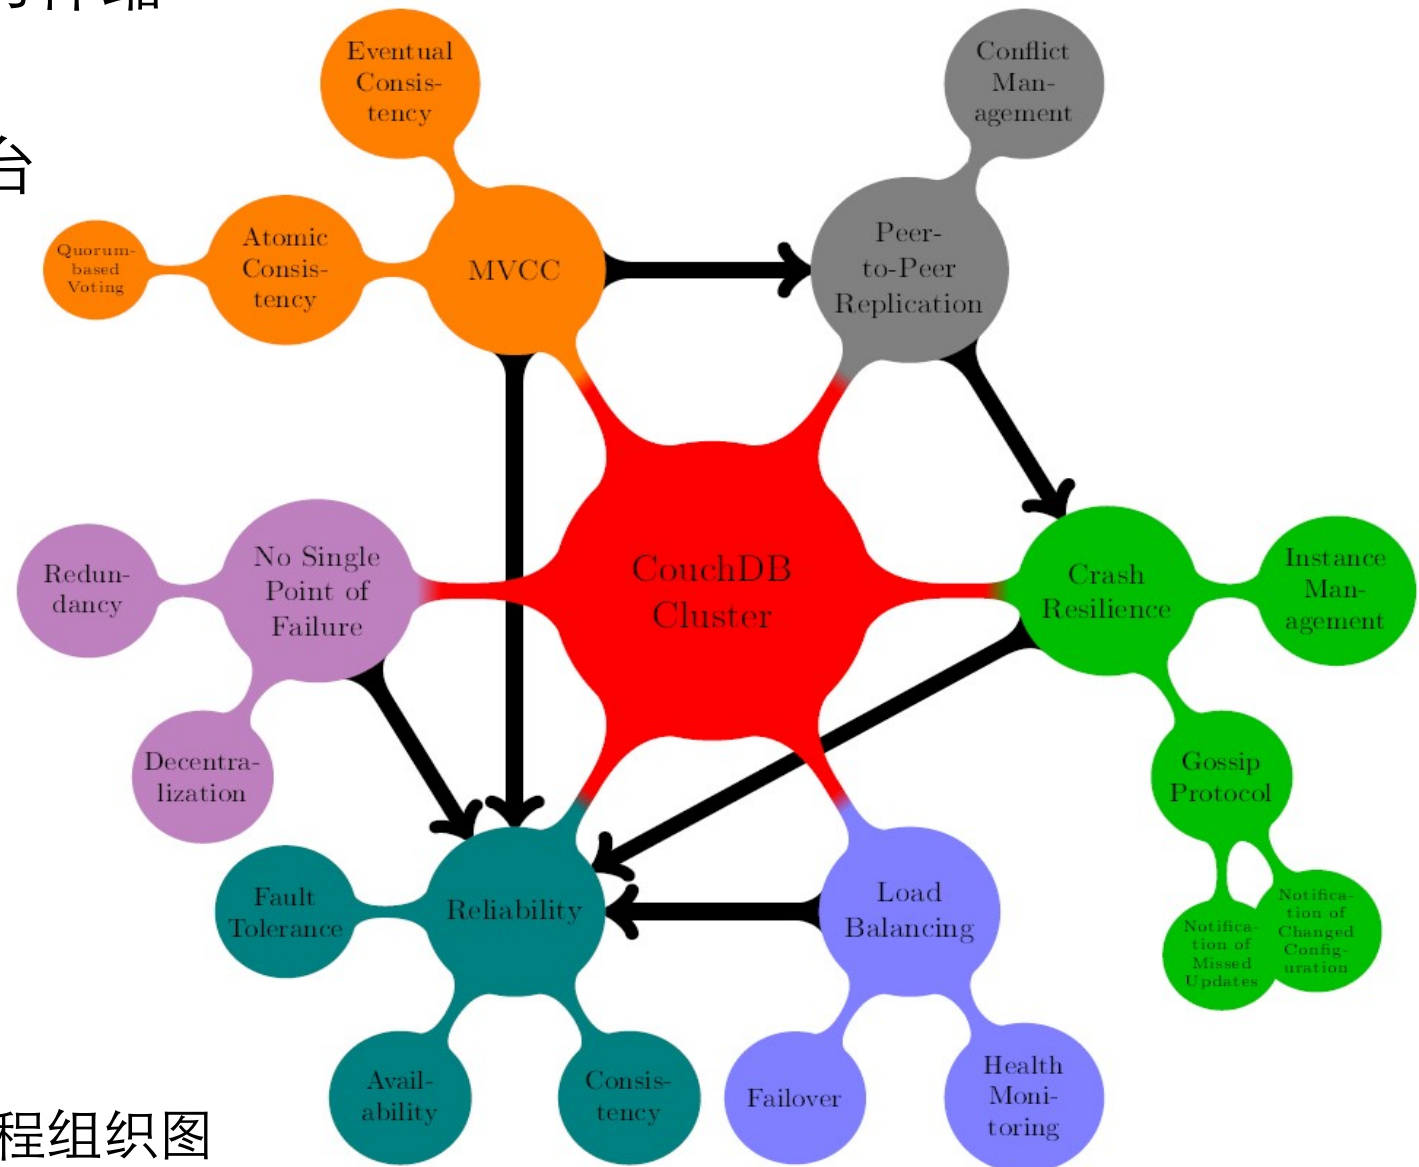 台
Eventual
Consis-
tency
Conflict
Man-
agement
Quorum-
based
Voting
Atomic
Consis-
tency
MVCC
Peer-
to-Peer
Replication
Redun-
dancy
No Single
Point of
Failure
CouchDB
Cluster
Crash
Resilience
Instance
Man-
agement
Decentra-
lization
Gossip
Protocol
Fault
Tolerance
Reliability
Load
Balancing
Notifica-
tion of
Missed
Updates
Notifica-
tion of
Changed
Config-
uration
Avail-
ability
Consis-
tency
Failover
Health
Moni-
toring
程组织图